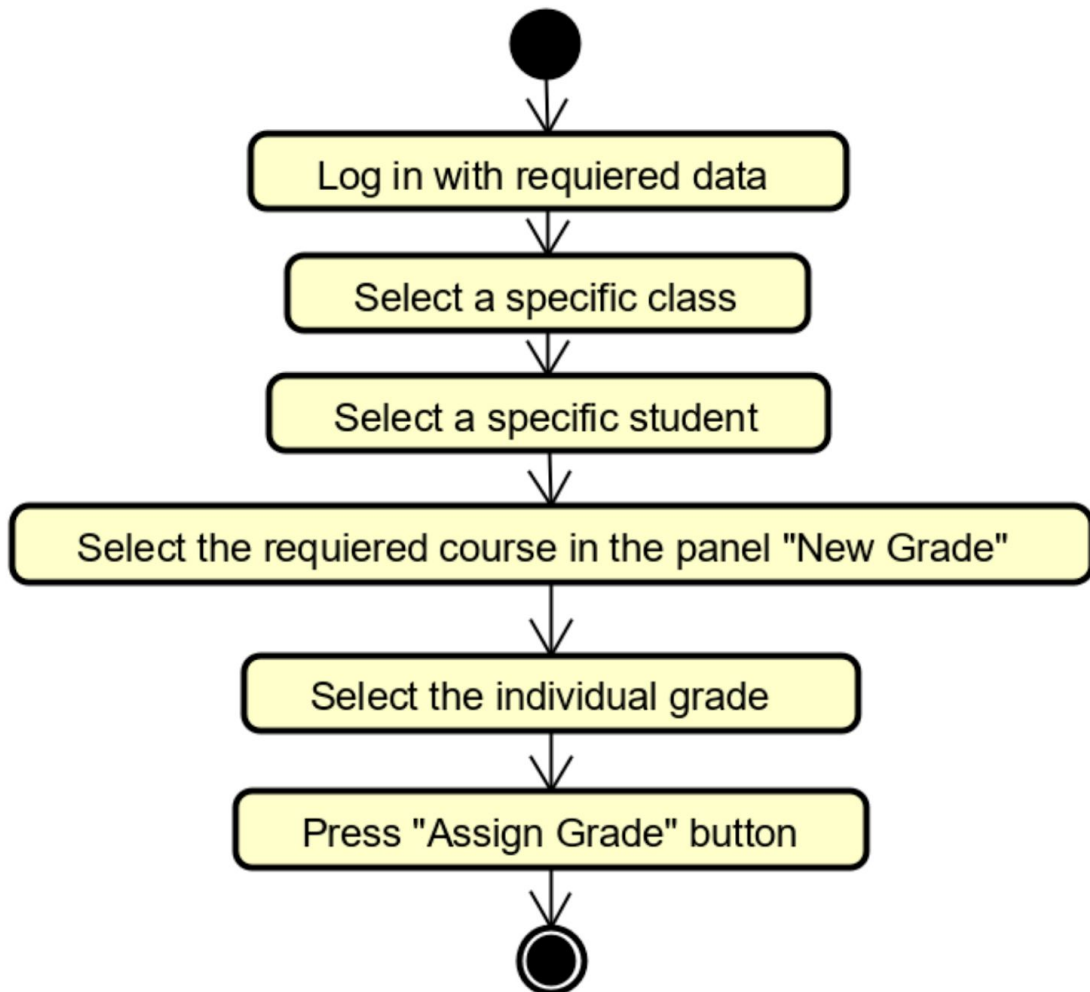 Log in with requiered data
Select a specific class
Select a specific student
Select the requiered course in the panel "New Grade"
Select the individual grade
Press "Assign Grade" button